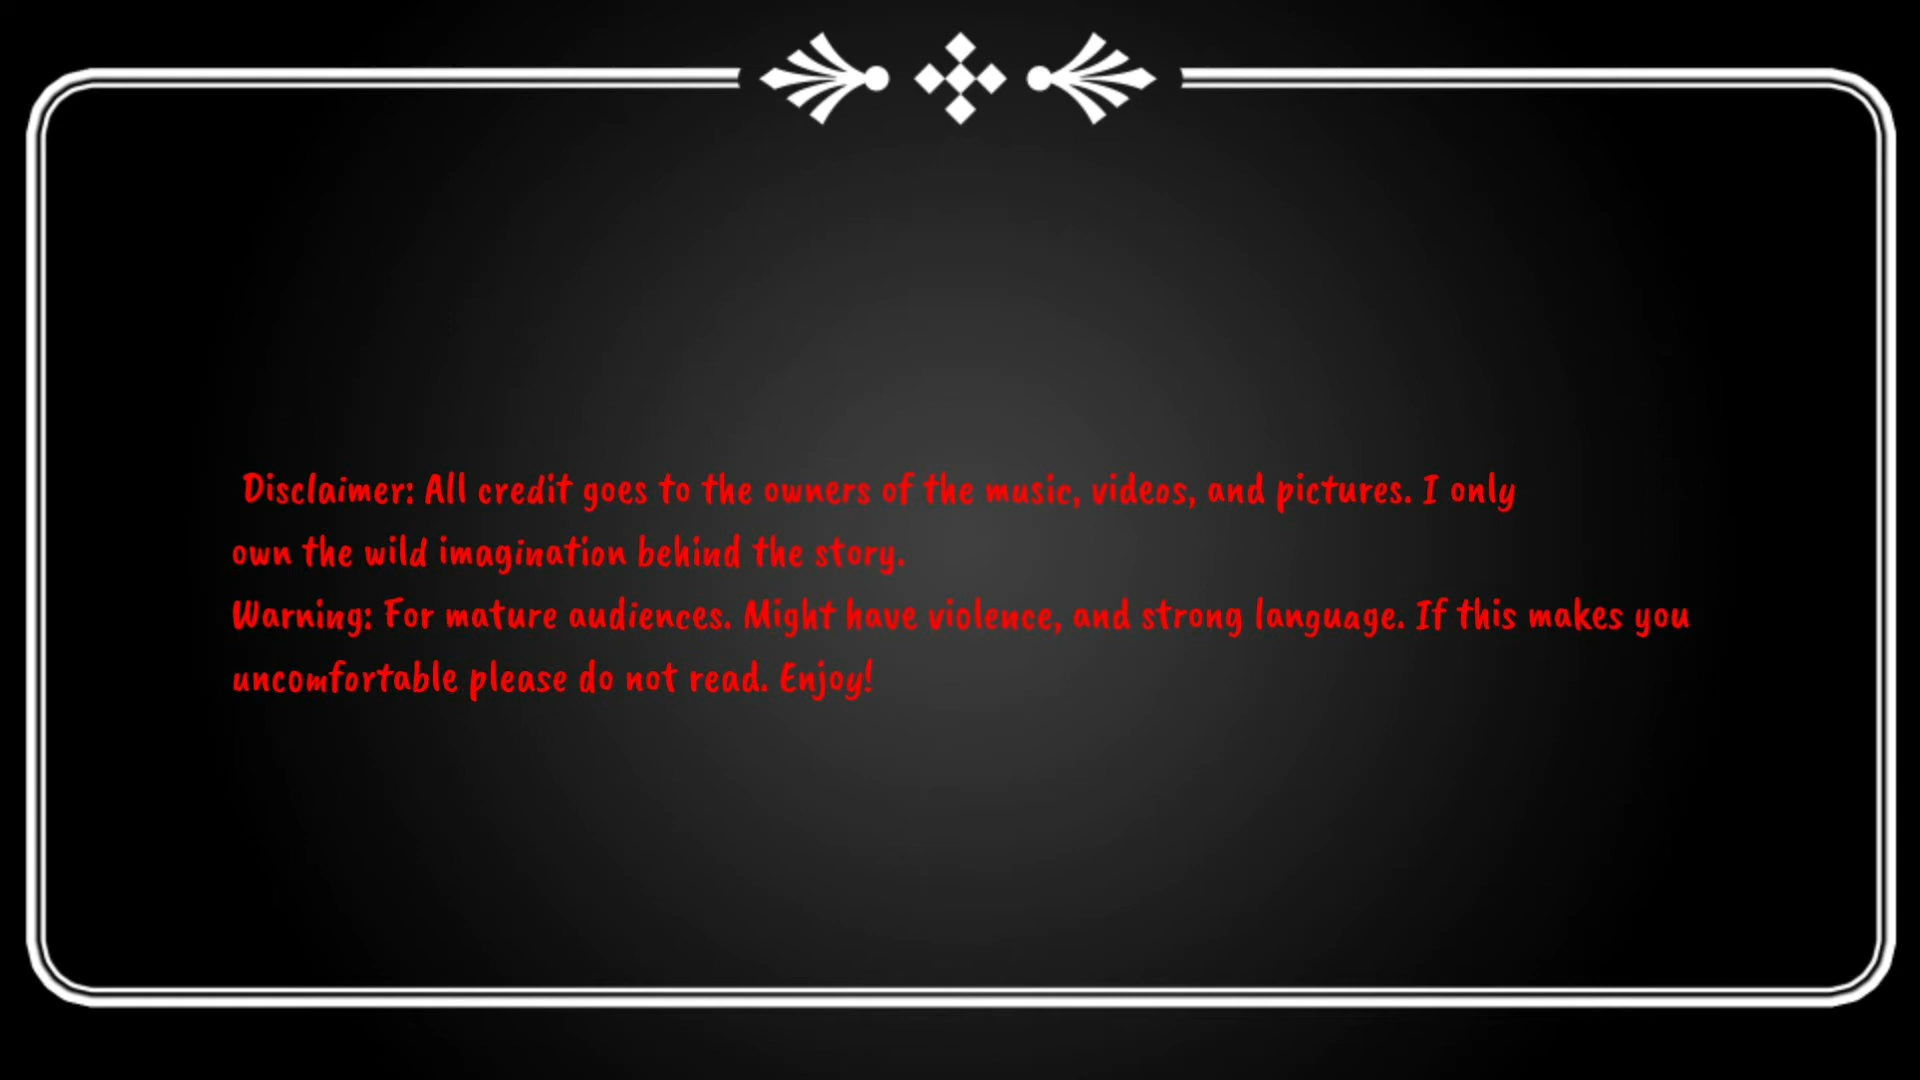 Disclaimer: All credit goes to the owners of the music, videos, and pictures. I only
own the wild imagination behind the story.
Warning: For mature audiences. Might have violence, and strong language. If this makes you
uncomfortable please do not read. Enjoy!